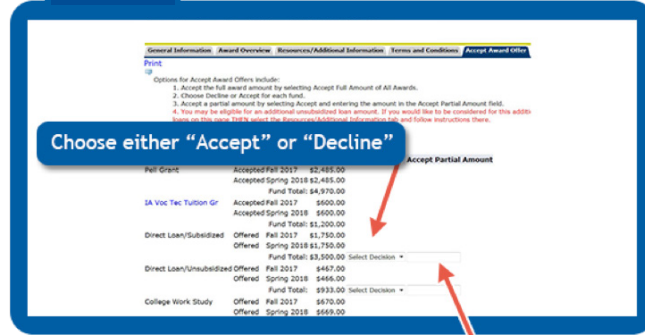 General Information Award Overview Resources/Additional Information Terms and Conditions Accept Award Offer
Print
Options for Accept Award Offers include:
1. Accept the full award amount by selecting Accept Full Amount of All Awards.
2. Choose Decline or Accept for each fund.
3. Accept a partial amount by selecting Accept and entering the amount in the Accept Partial Amount field.
4. You may be eligible for an additional unsubsidized loan amount. If you would like to be considered for this additi
loans on this page THEN select the Resources/Additional Information tab and follow instructions there.
Choose either “Accept” or “Decline”
Accept Partial Amount
Pell Grant Accepted Fall 2017 $2,485.00
Accepted Spring 2018 $2,485.00
Fund Total: $4,970.00
IA Voc Tec Tuition Gr Accepted Fall 2017 $600.00
Accepted Spring 2018 $600.00
Fund Total: $1,200.00
Direct Loan/Subsidized Offered Fall 2017 $1,750.00
Offered Spring 2018 $1,750.00
Fund Total: $3,500.00 Select Decision
Direct Loan/Unsubsidized Offered Fall 2017 $467.00
Offered Spring 2018 $466.00
Fund Total: $933.00 Select Decision
College Work Study Offered Fall 2017 $670.00
Offered Spring 2018 $669.00